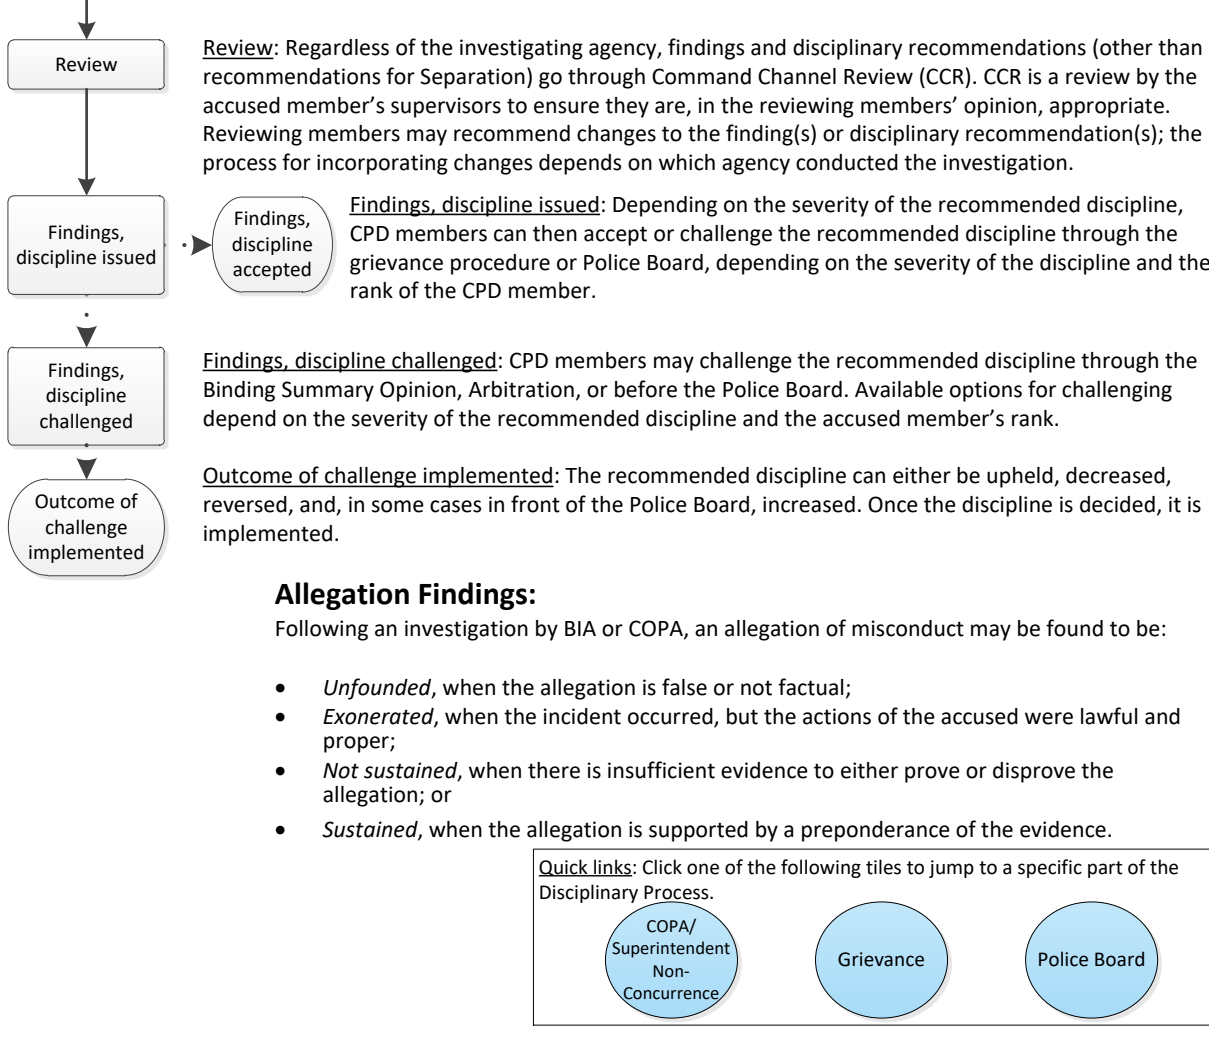 Review
Review: Regardless of the investigating agency, findings and disciplinary recommendations (other than
recommendations for Separation) go through Command Channel Review (CCR). CCR is a review by the
accused member’s supervisors to ensure they are, in the reviewing members’ opinion, appropriate.
Reviewing members may recommend changes to the finding(s) or disciplinary recommendation(s); the
process for incorporating changes depends on which agency conducted the investigation.
Findings,
discipline issued
Findings,
discipline
accepted
Findings, discipline issued: Depending on the severity of the recommended discipline,
CPD members can then accept or challenge the recommended discipline through the
grievance procedure or Police Board, depending on the severity of the discipline and the
rank of the CPD member.
Findings,
discipline
challenged
Findings, discipline challenged: CPD members may challenge the recommended discipline through the
Binding Summary Opinion, Arbitration, or before the Police Board. Available options for challenging
depend on the severity of the recommended discipline and the accused member’s rank.
Outcome of
challenge
implemented
Outcome of challenge implemented: The recommended discipline can either be upheld, decreased,
reversed, and, in some cases in front of the Police Board, increased. Once the discipline is decided, it is
implemented.
Allegation Findings:
Following an investigation by BIA or COPA, an allegation of misconduct may be found to be:
• Unfounded, when the allegation is false or not factual;
• Exonerated, when the incident occurred, but the actions of the accused were lawful and
proper;
• Not sustained, when there is insufficient evidence to either prove or disprove the
allegation; or
• Sustained, when the allegation is supported by a preponderance of the evidence.
Quick links: Click one of the following tiles to jump to a specific part of the
Disciplinary Process.
COPA/
Superintendent
Non-
Concurrence
Grievance
Police Board